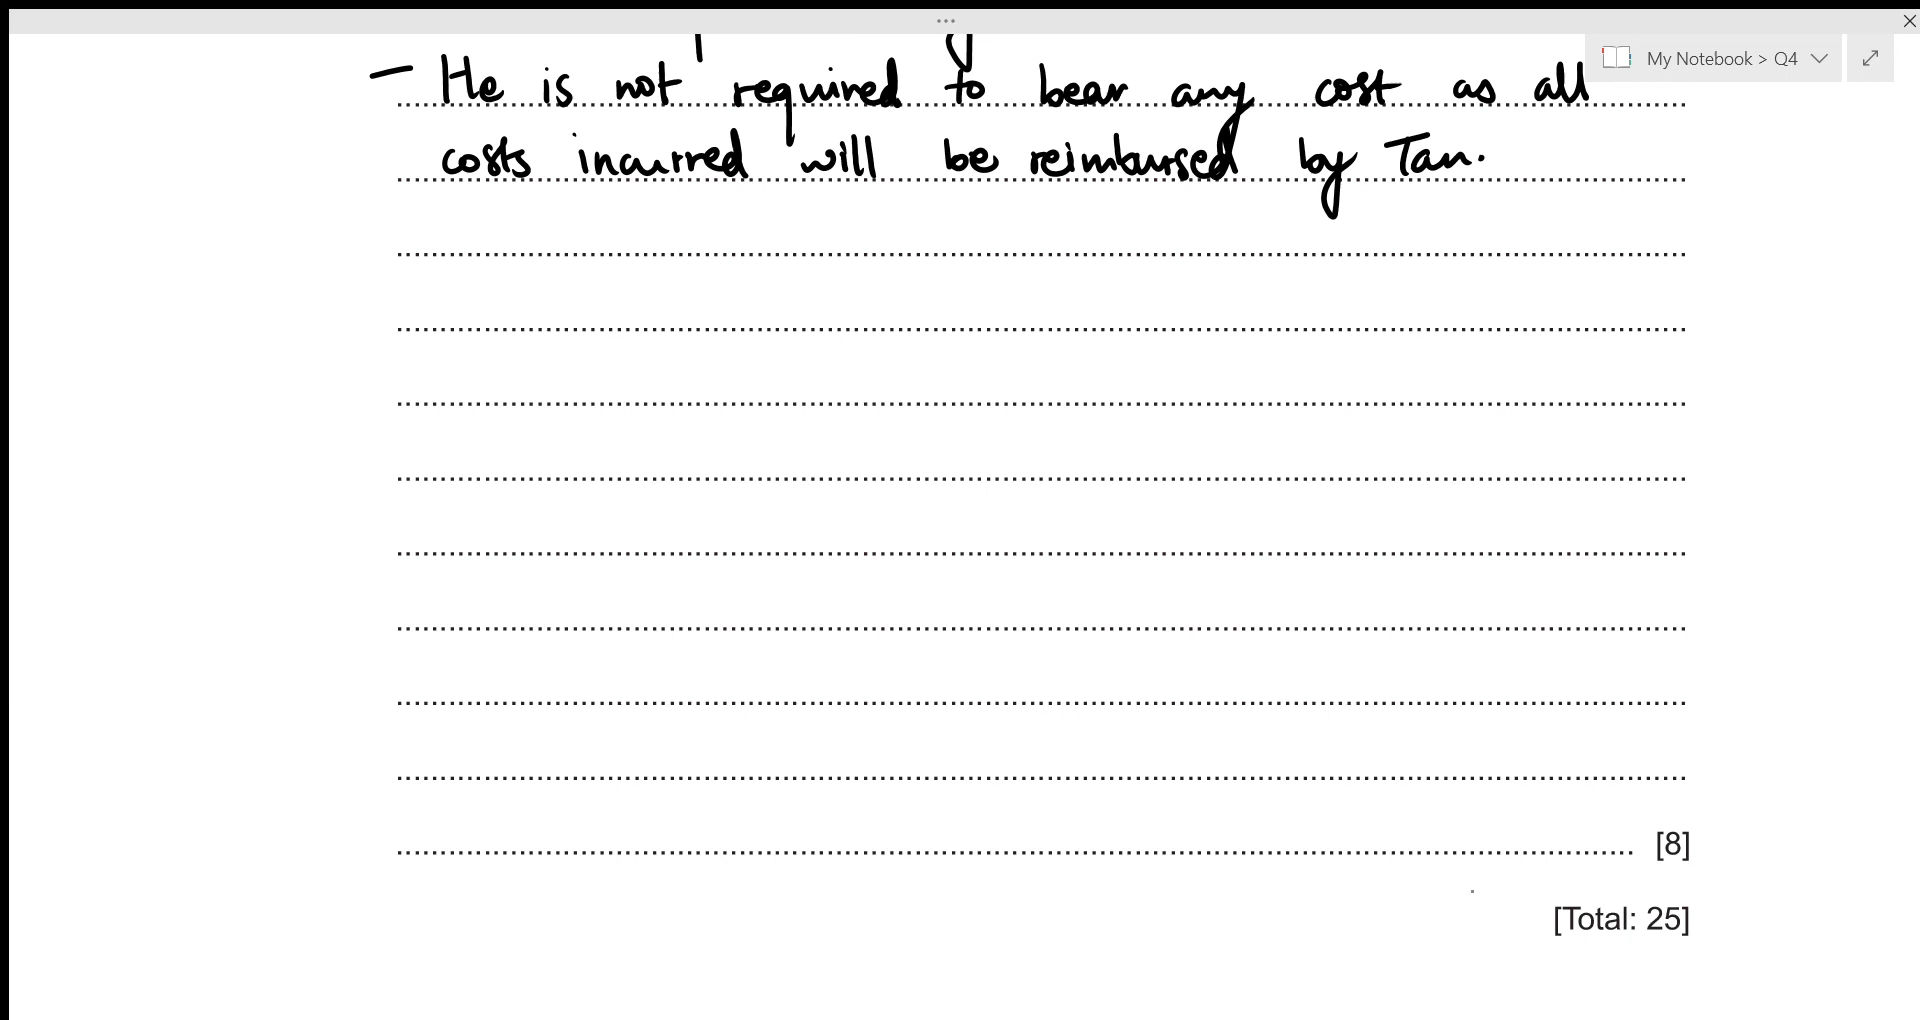 My Notebook > Q4
– He is not required to bear any cost as all
costs incurred will be reimbursed by Tan.
[8]
[Total: 25]